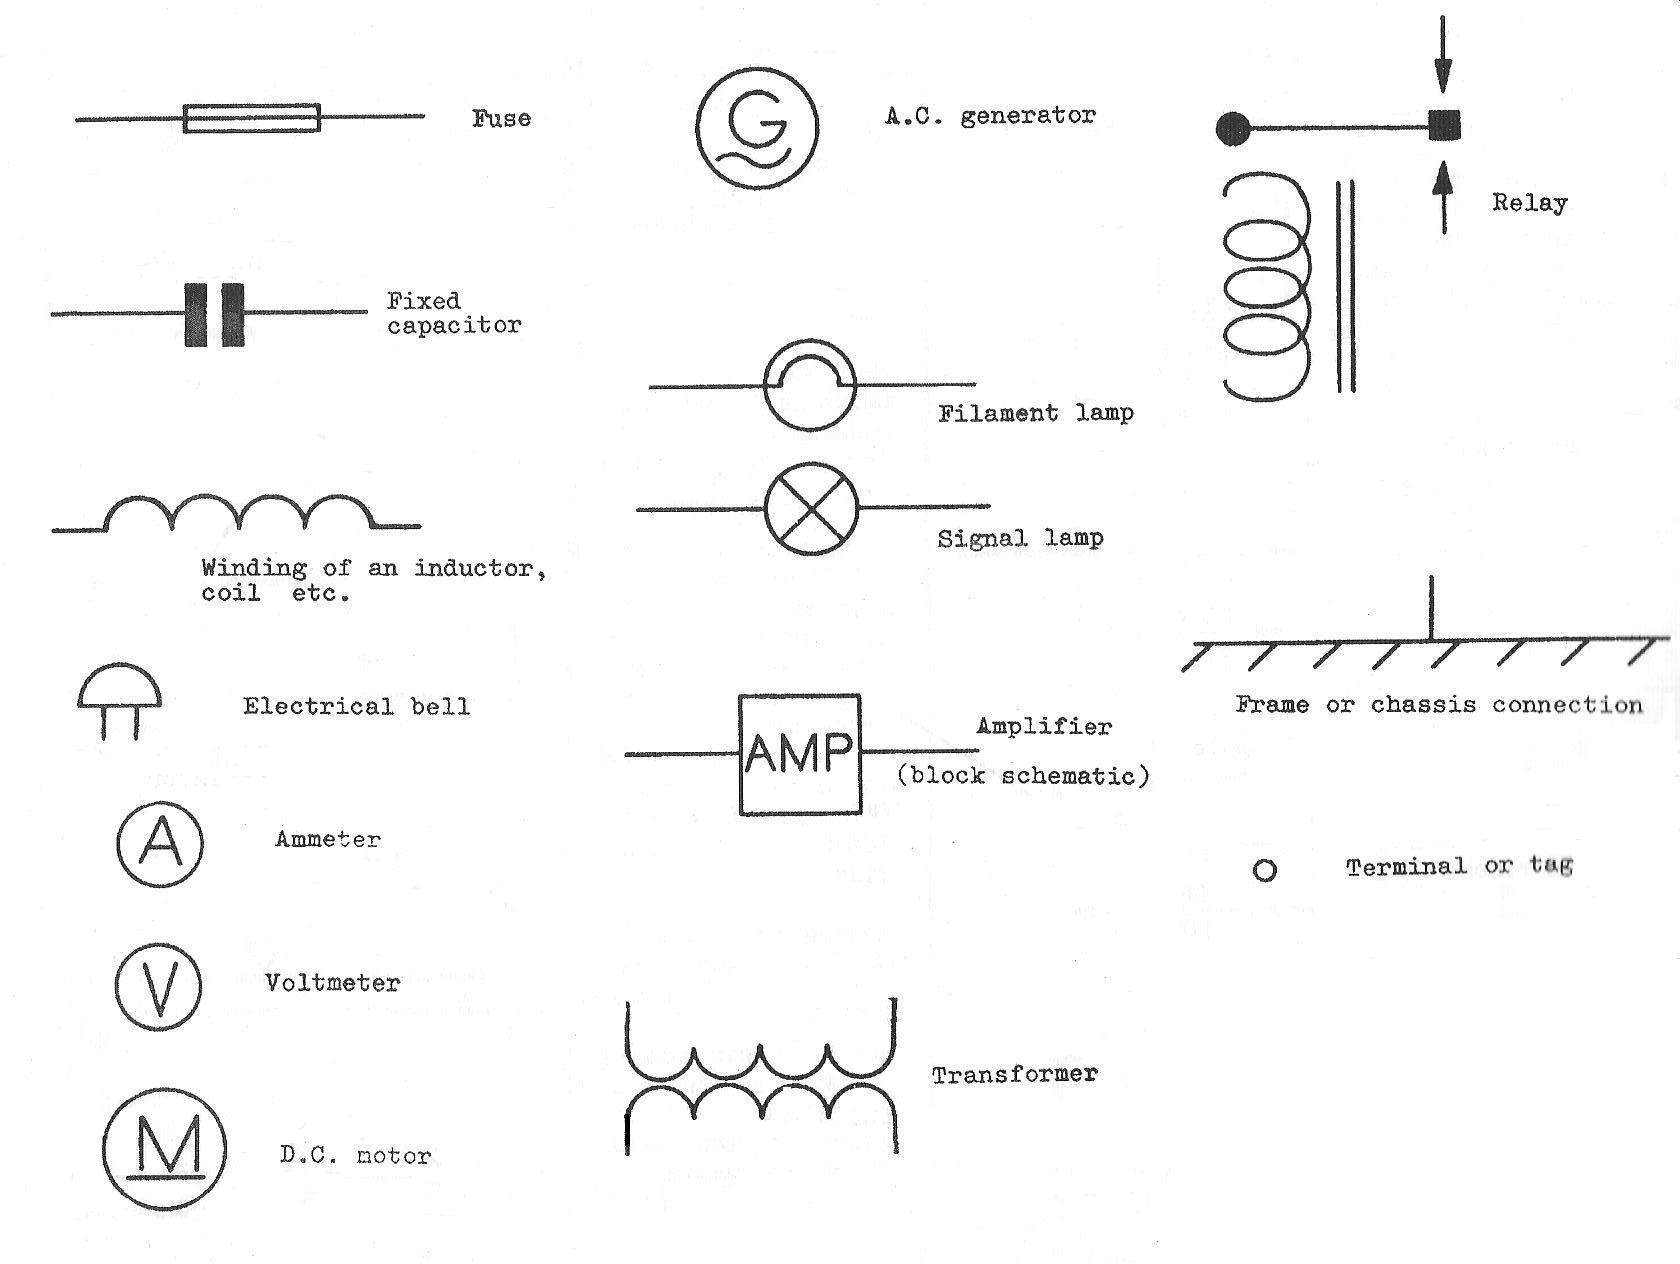 Fuse
Fixed
capacitor
Winding of an inductor,
coil etc.
Electrical bell
A
Ammeter
V
Voltmeter
M
D.C. motor
G
A.C. generator
Filament lamp
Signal lamp
AMP
Amplifier
(block schematic)
Transformer
Relay
Frame or chassis connection
Terminal or tag